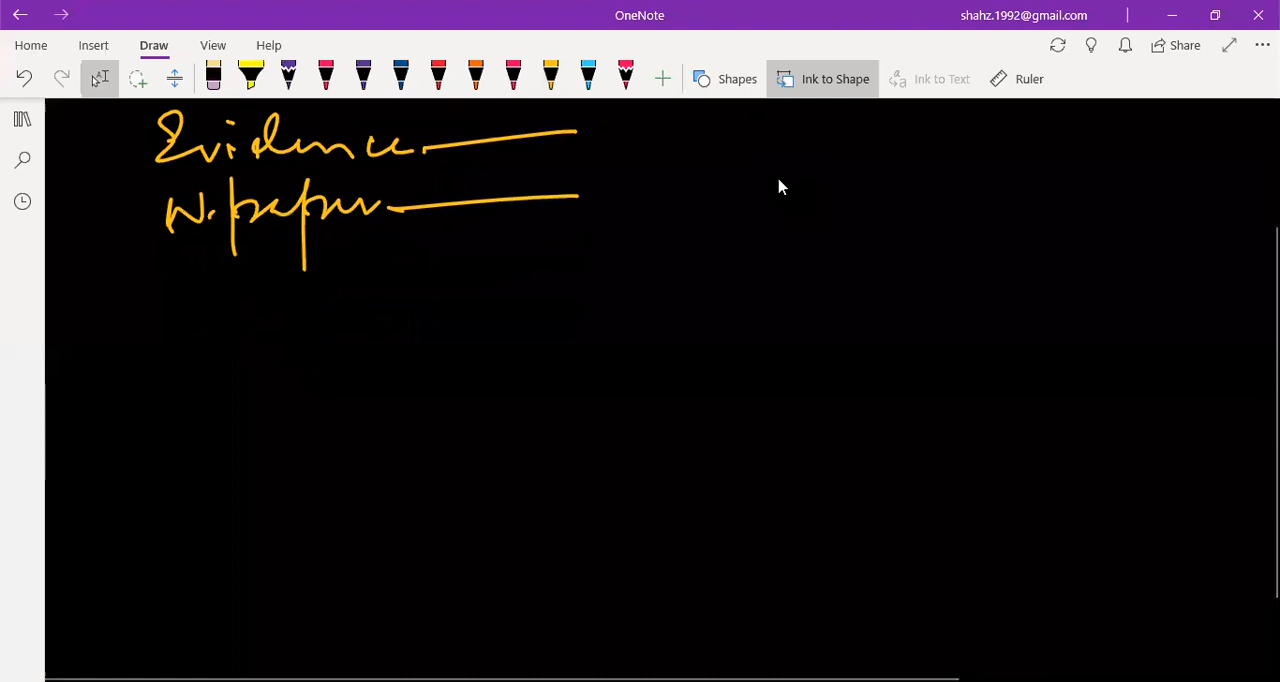 OneNote
shahz.1992@gmail.com
Home Insert Draw View Help
Share
Shapes Ink to Shape Ink to Text Ruler
Evidence
N. paper